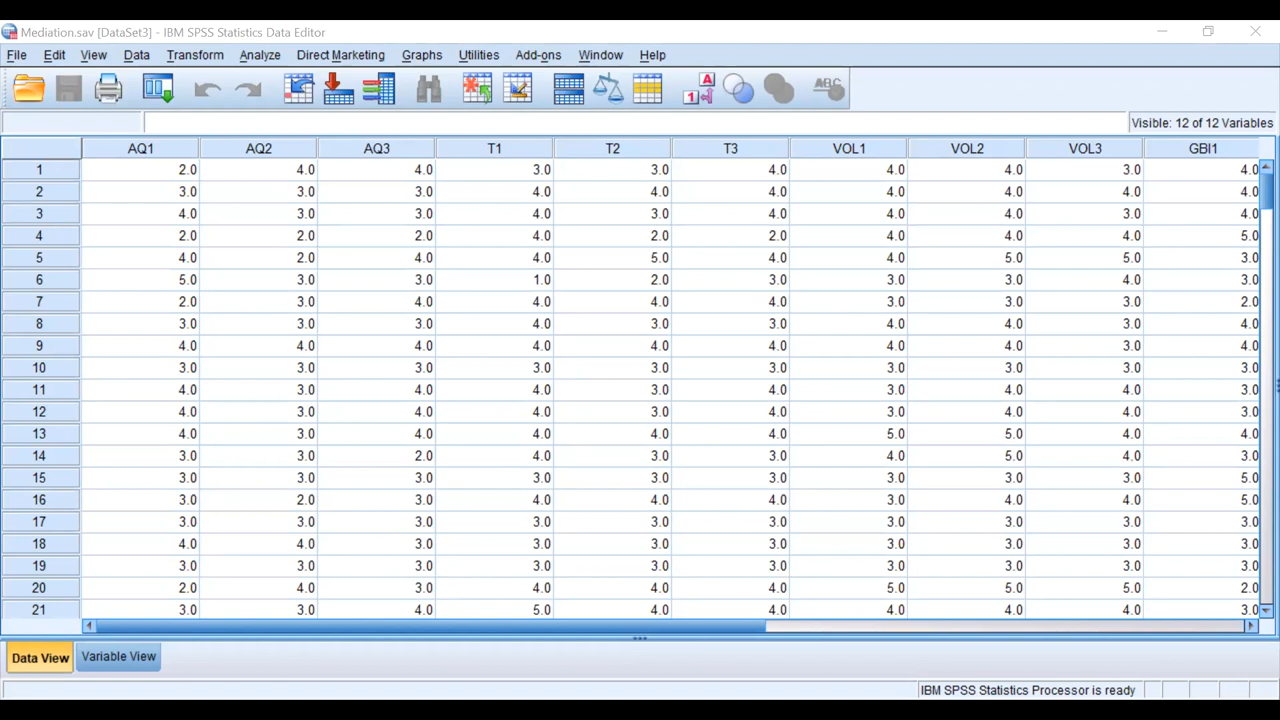 Mediation.sav [DataSet3] - IBM SPSS Statistics Data Editor
File Edit View Data Transform Analyze Direct Marketing Graphs Utilities Add-ons Window Help
1 A ABC
Visible: 12 of 12 Variables
AQ1 AQ2 AQ3 T1 T2 T3 VOL1 VOL2 VOL3 GBI1
1 2.0 4.0 4.0 3.0 3.0 4.0 4.0 4.0 3.0 4.0
2 3.0 3.0 3.0 4.0 4.0 4.0 4.0 4.0 4.0 4.0
3 4.0 3.0 4.0 4.0 3.0 4.0 4.0 4.0 3.0 4.0
4 2.0 2.0 2.0 4.0 2.0 2.0 4.0 4.0 4.0 5.0
5 4.0 2.0 4.0 4.0 5.0 4.0 4.0 5.0 5.0 3.0
6 5.0 3.0 3.0 1.0 2.0 3.0 3.0 3.0 4.0 3.0
7 2.0 3.0 4.0 4.0 4.0 4.0 3.0 3.0 3.0 2.0
8 3.0 3.0 3.0 4.0 3.0 3.0 4.0 4.0 3.0 4.0
9 4.0 4.0 4.0 4.0 4.0 4.0 4.0 4.0 3.0 4.0
10 3.0 3.0 3.0 3.0 3.0 3.0 3.0 3.0 3.0 3.0
11 4.0 3.0 4.0 4.0 3.0 4.0 3.0 4.0 4.0 3.0
12 4.0 3.0 4.0 4.0 3.0 4.0 3.0 4.0 4.0 3.0
13 4.0 3.0 4.0 4.0 4.0 4.0 5.0 5.0 4.0 4.0
14 3.0 3.0 2.0 4.0 3.0 3.0 4.0 5.0 4.0 3.0
15 3.0 3.0 3.0 3.0 3.0 3.0 3.0 3.0 3.0 5.0
16 3.0 2.0 3.0 4.0 4.0 4.0 3.0 4.0 4.0 5.0
17 3.0 3.0 3.0 3.0 3.0 3.0 3.0 3.0 3.0 3.0
18 4.0 4.0 3.0 3.0 3.0 3.0 3.0 3.0 3.0 3.0
19 3.0 3.0 3.0 3.0 3.0 3.0 3.0 3.0 3.0 3.0
20 2.0 4.0 3.0 4.0 4.0 4.0 5.0 5.0 5.0 2.0
21 3.0 3.0 4.0 5.0 4.0 4.0 4.0 4.0 4.0 3.0
Data View Variable View
IBM SPSS Statistics Processor is ready